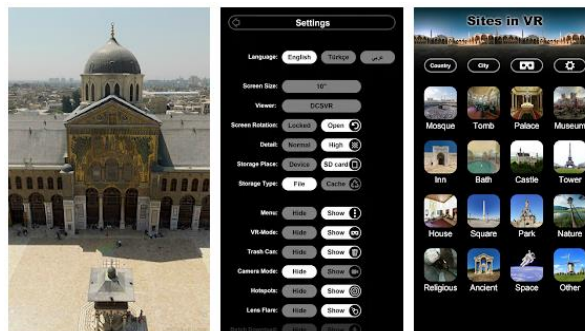 Settings
Language: English Türkçe عربي
Screen Size: 10"
Viewer: DCSVR
Screen Rotation: Locked Open
Detail: Normal High
Storage Place: Device SD card
Storage Type: File Cache
Menu: Hide Show
VR-Mode: Hide Show
Trash Can: Hide Show
Camera Mode: Hide Show
Hotspots: Hide Show
Lens Flare: Hide Show
Sites in VR
Country City
Mosque Tomb Palace Museum
Inn Bath Castle Tower
House Square Park Nature
Religious Ancient Space Other